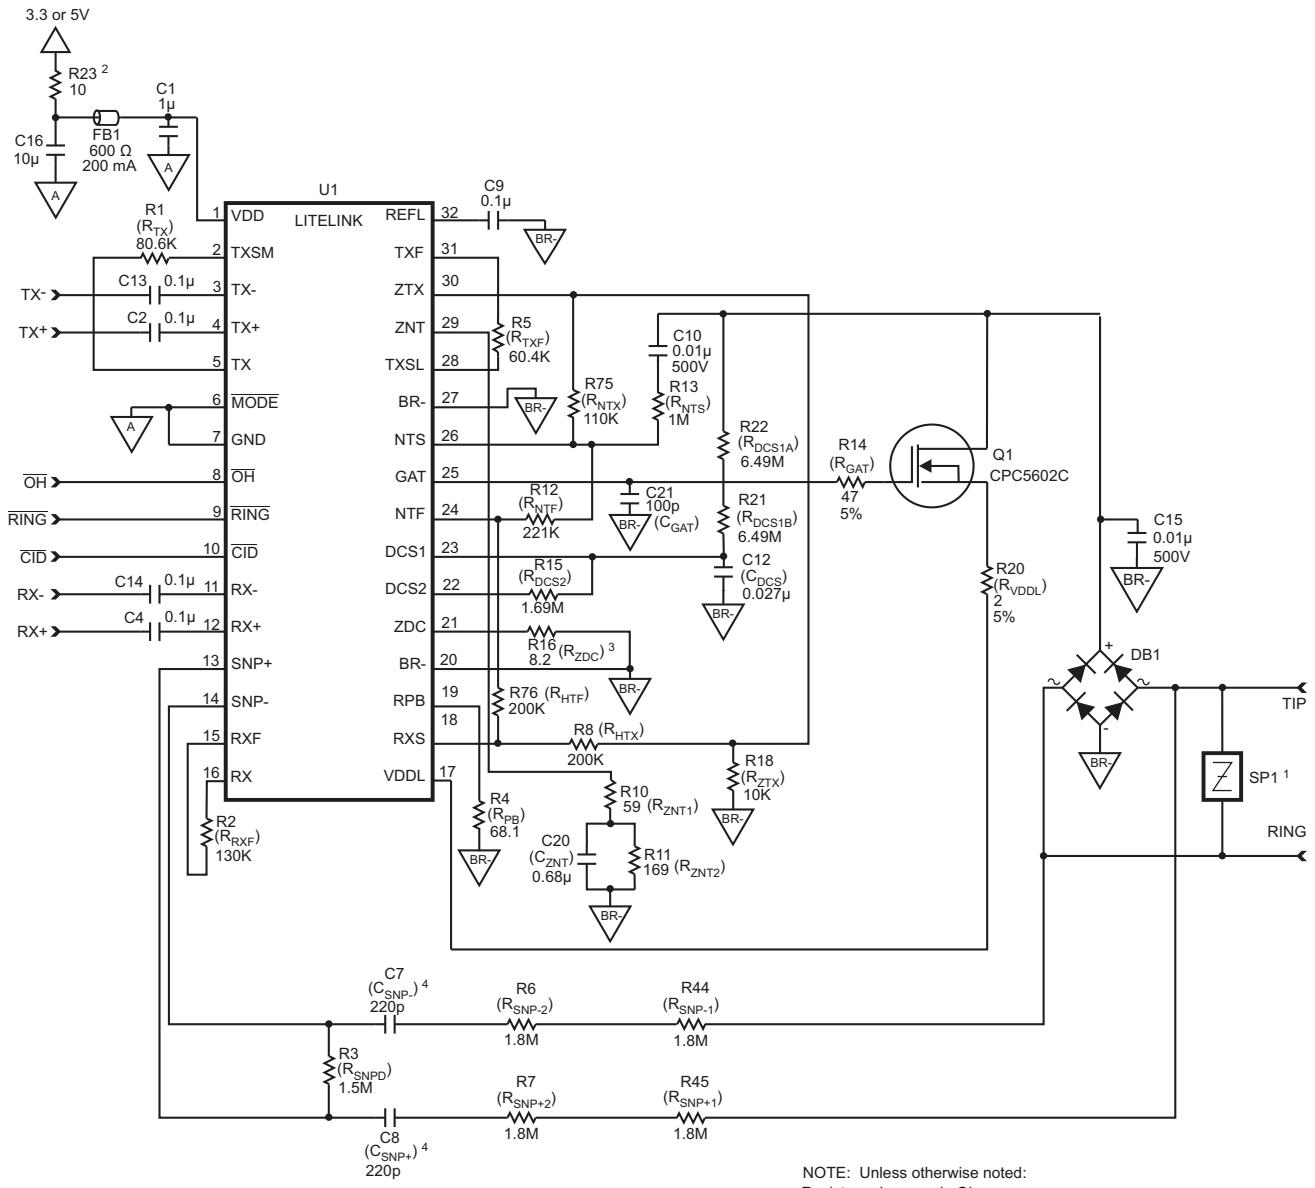 3.3 or 5V
R23 2
10
C1
1µ
C16
10µ
FB1
600 Ω
200 mA
A
A
U1
LITELINK
R1
(RTX)
80.6K
C13 0.1µ
TX-
C2 0.1µ
TX+
A
OH
RING
CID
C14 0.1µ
RX-
C4 0.1µ
RX+
1 VDD
2 TXSM
3 TX-
4 TX+
5 TX
6 MODE
7 GND
8 OH
9 RING
10 CID
11 RX-
12 RX+
13 SNP+
14 SNP-
15 RXF
16 RX
REFL 32
TXF 31
ZTX 30
ZNT 29
TXSL 28
BR- 27
NTS 26
GAT 25
NTF 24
DCS1 23
DCS2 22
ZDC 21
BR- 20
RPB 19
18
RXS
VDDL 17
C9
0.1µ
BR-
R5
(RTXF)
60.4K
BR-
R75
(RNTX)
110K
C10
0.01µ
500V
R13
(RNTS)
1M
R22
(RDCS1A)
6.49M
R14
(RGAT)
47
5%
Q1
CPC5602C
R12
(RNTF)
221K
C21
100p
(CGAT)
BR-
R21
(RDCS1B)
6.49M
C15
0.01µ
500V
BR-
R15
(RDCS2)
1.69M
C12
(CDCS)
0.027µ
BR-
R20
(RVDDL)
2
5%
R16 (RZDC) 3
8.2
BR-
R76 (RHTF)
200K
R8 (RHTX)
200K
R18
(RZTX)
10K
BR-
+
DB1
~
~
-
BR-
TIP
SP1 1
RING
R2
(RRXF)
130K
R4
(RPB)
68.1
BR-
R10
59 (RZNT1)
C20
(CZNT)
0.68µ
R11
169 (RZNT2)
BR-
C7
(CSNP-) 4
220p
R6
(RSNP-2)
1.8M
R44
(RSNP-1)
1.8M
R3
(RSNPD)
1.5M
R7
(RSNP+2)
1.8M
R45
(RSNP+1)
1.8M
C8
(CSNP+) 4
220p
NOTE: Unless otherwise noted: